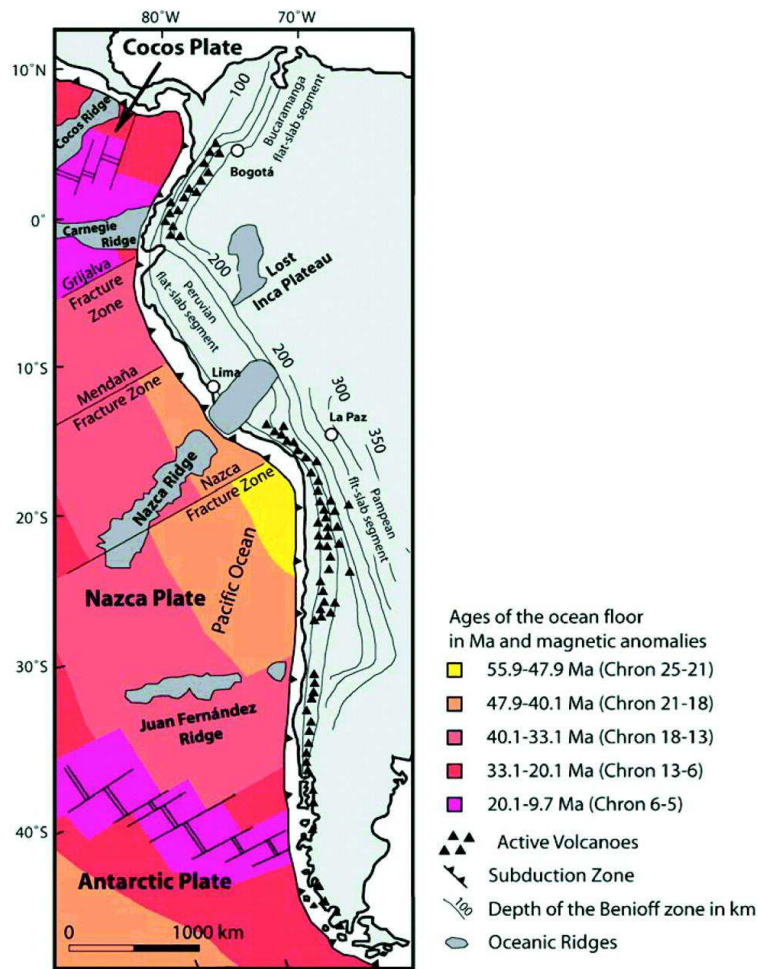 80°W
70°W
Cocos Plate
10°N
Cocos Ridge
100
Bucaramanga
flat-slab segment
Bogotá
0°
Carnegie
Ridge
200
Lost
Inca Plateau
Grijalva
Fracture
Zone
5°S
Peruvian
flat-slab segment
10°S
Mendaña
Fracture Zone
Lima
200
300
La Paz
350
Nazca Ridge
Nazca
Fracture Zone
Pampean
flt-slab segment
20°S
Pacific Ocean
Nazca Plate
30°S
Juan Fernández
Ridge
40°S
Antarctic Plate
0
1000 km
Ages of the ocean floor
in Ma and magnetic anomalies
55.9-47.9 Ma (Chron 25-21)
47.9-40.1 Ma (Chron 21-18)
40.1-33.1 Ma (Chron 18-13)
33.1-20.1 Ma (Chron 13-6)
20.1-9.7 Ma (Chron 6-5)
Active Volcanoes
Subduction Zone
100
Depth of the Benioff zone in km
Oceanic Ridges